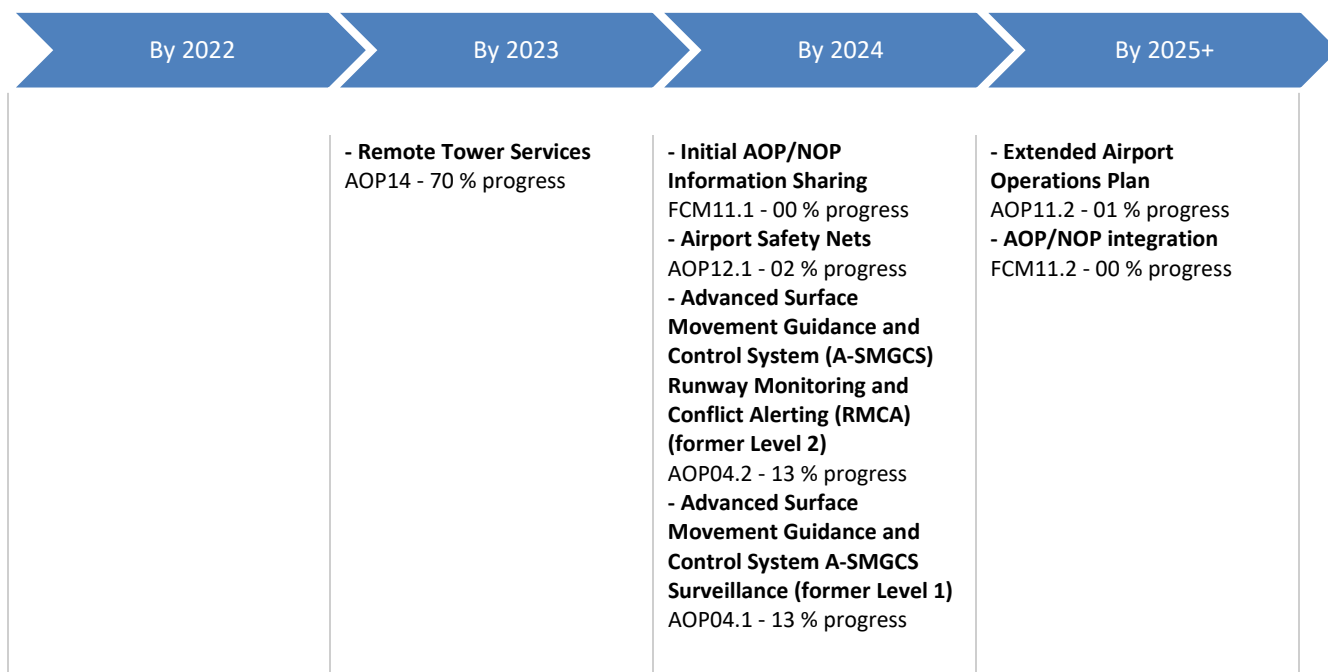 By 2022
By 2023
By 2024
By 2025+
- Remote Tower Services
AOP14 - 70 % progress
- Initial AOP/NOP
Information Sharing
FCM11.1 - 00 % progress
- Airport Safety Nets
AOP12.1 - 02 % progress
- Advanced Surface
Movement Guidance and
Control System (A-SMGCS)
Runway Monitoring and
Conflict Alerting (RMCA)
(former Level 2)
AOP04.2 - 13 % progress
- Advanced Surface
Movement Guidance and
Control System A-SMGCS
Surveillance (former Level 1)
AOP04.1 - 13 % progress
- Extended Airport
Operations Plan
AOP11.2 - 01 % progress
- AOP/NOP integration
FCM11.2 - 00 % progress